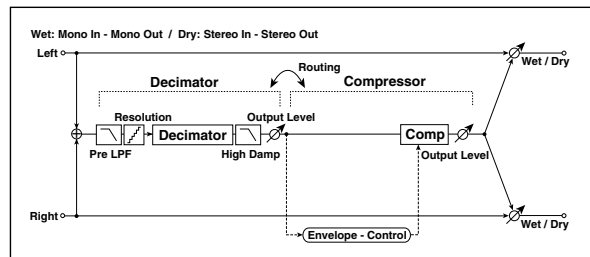 Wet: Mono In - Mono Out / Dry: Stereo In - Stereo Out
Left
Wet / Dry
Routing
Decimator
Compressor
Resolution
Output Level
Decimator
Comp
Pre LPF
High Damp
Output Level
Right
Wet / Dry
Envelope - Control